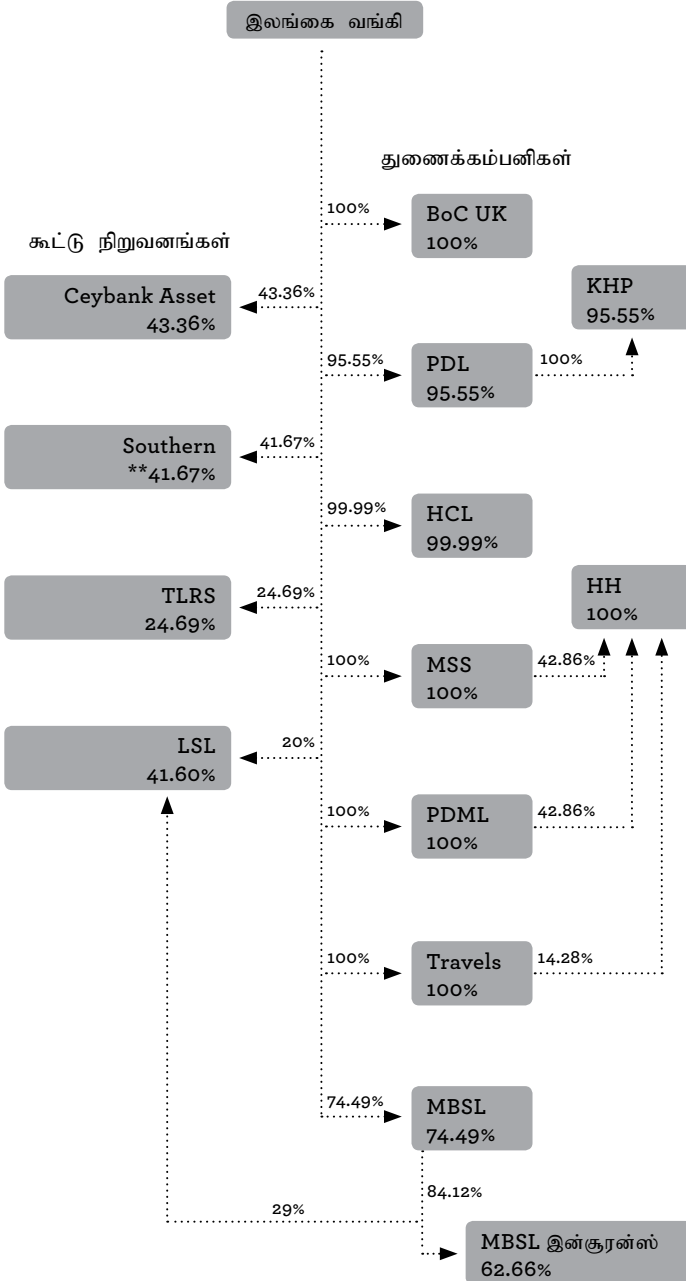 இலங்கை வங்கி
துணைக்கம்பனிகள்
100%
BoC UK
100%
கூட்டு நிறுவனங்கள்
Ceybank Asset
43.36%
43.36%
KHP
95.55%
95.55%
PDL
95.55%
100%
Southern
**41.67%
41.67%
99.99%
HCL
99.99%
TLRS
24.69%
24.69%
HH
100%
100%
MSS
100%
42.86%
LSL
41.60%
20%
100%
PDML
100%
42.86%
100%
Travels
100%
14.28%
74.49%
MBSL
74.49%
84.12%
29%
MBSL இன்சூரன்ஸ்
62.66%